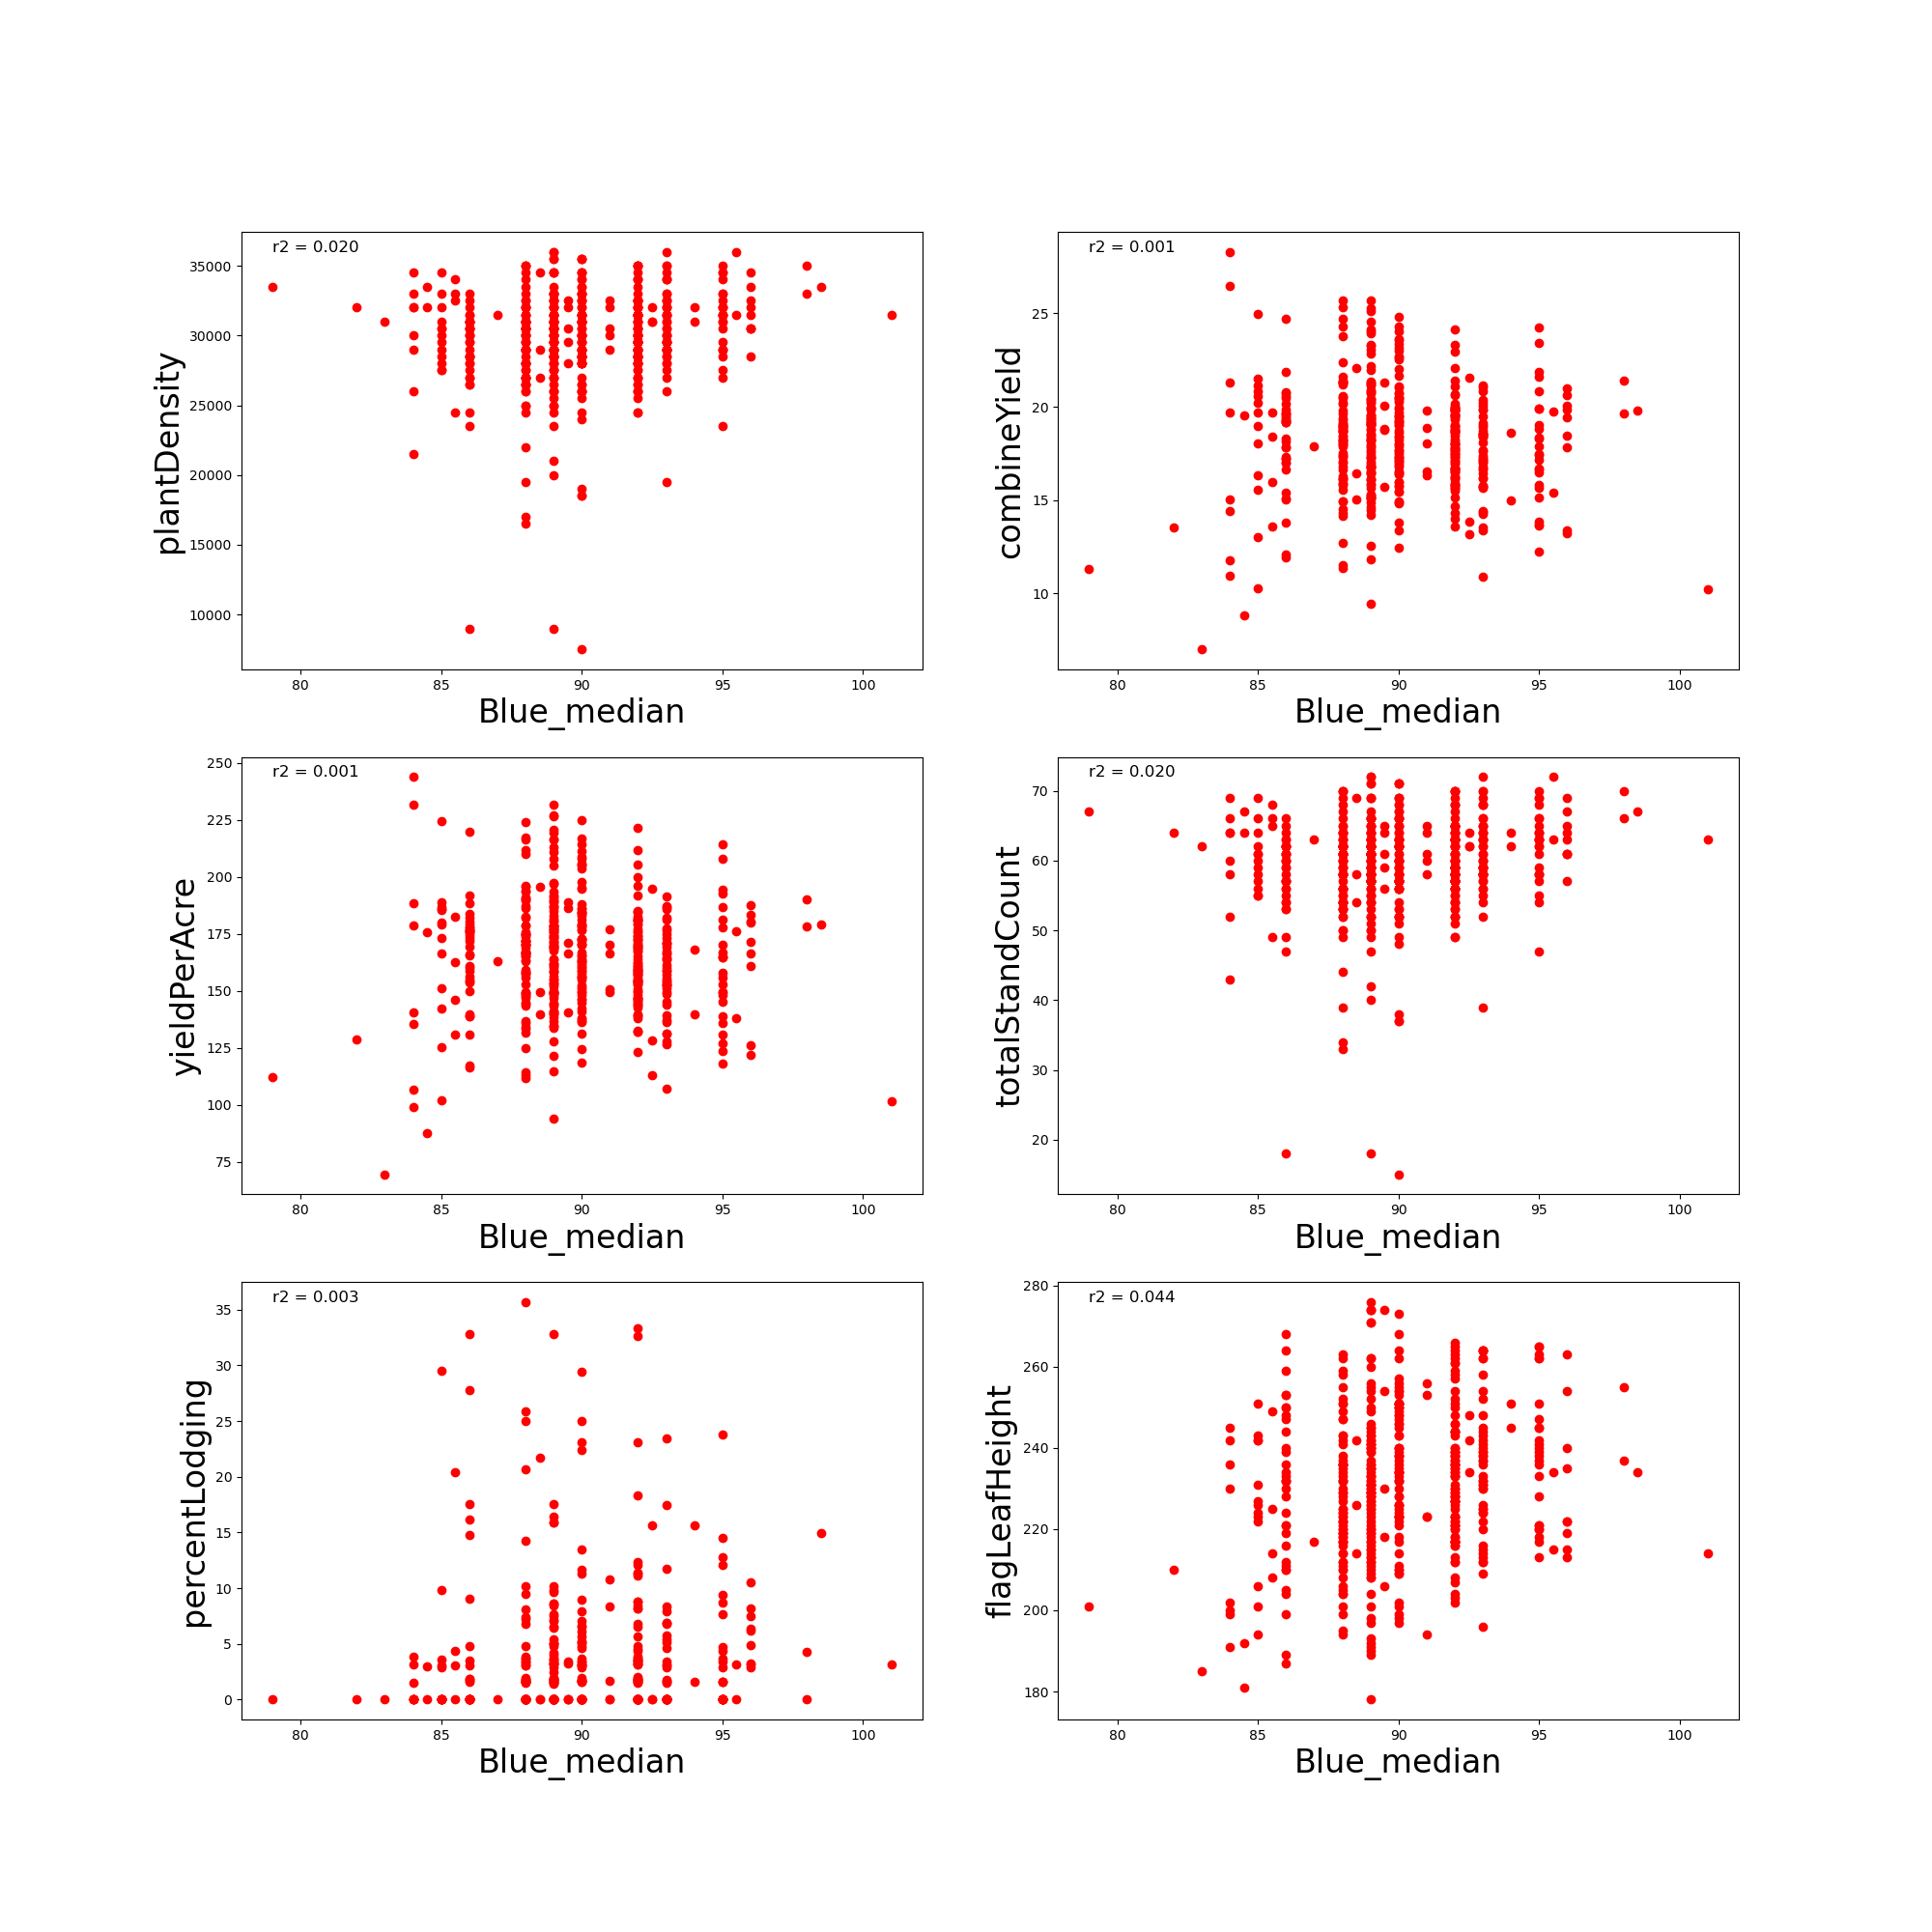 r2 = 0.020
35000
30000
25000
20000
15000
10000
plantDensity
80 85 90 95 100
Blue_median
r2 = 0.001
25
20
15
10
combineYield
80 85 90 95 100
Blue_median
r2 = 0.001
250
225
200
175
150
125
100
75
yieldPerAcre
80 85 90 95 100
Blue_median
r2 = 0.020
70
60
50
40
30
20
totalStandCount
80 85 90 95 100
Blue_median
r2 = 0.003
35
30
25
20
15
10
5
0
percentLodging
80 85 90 95 100
Blue_median
r2 = 0.044
280
260
240
220
200
180
flagLeafHeight
80 85 90 95 100
Blue_median